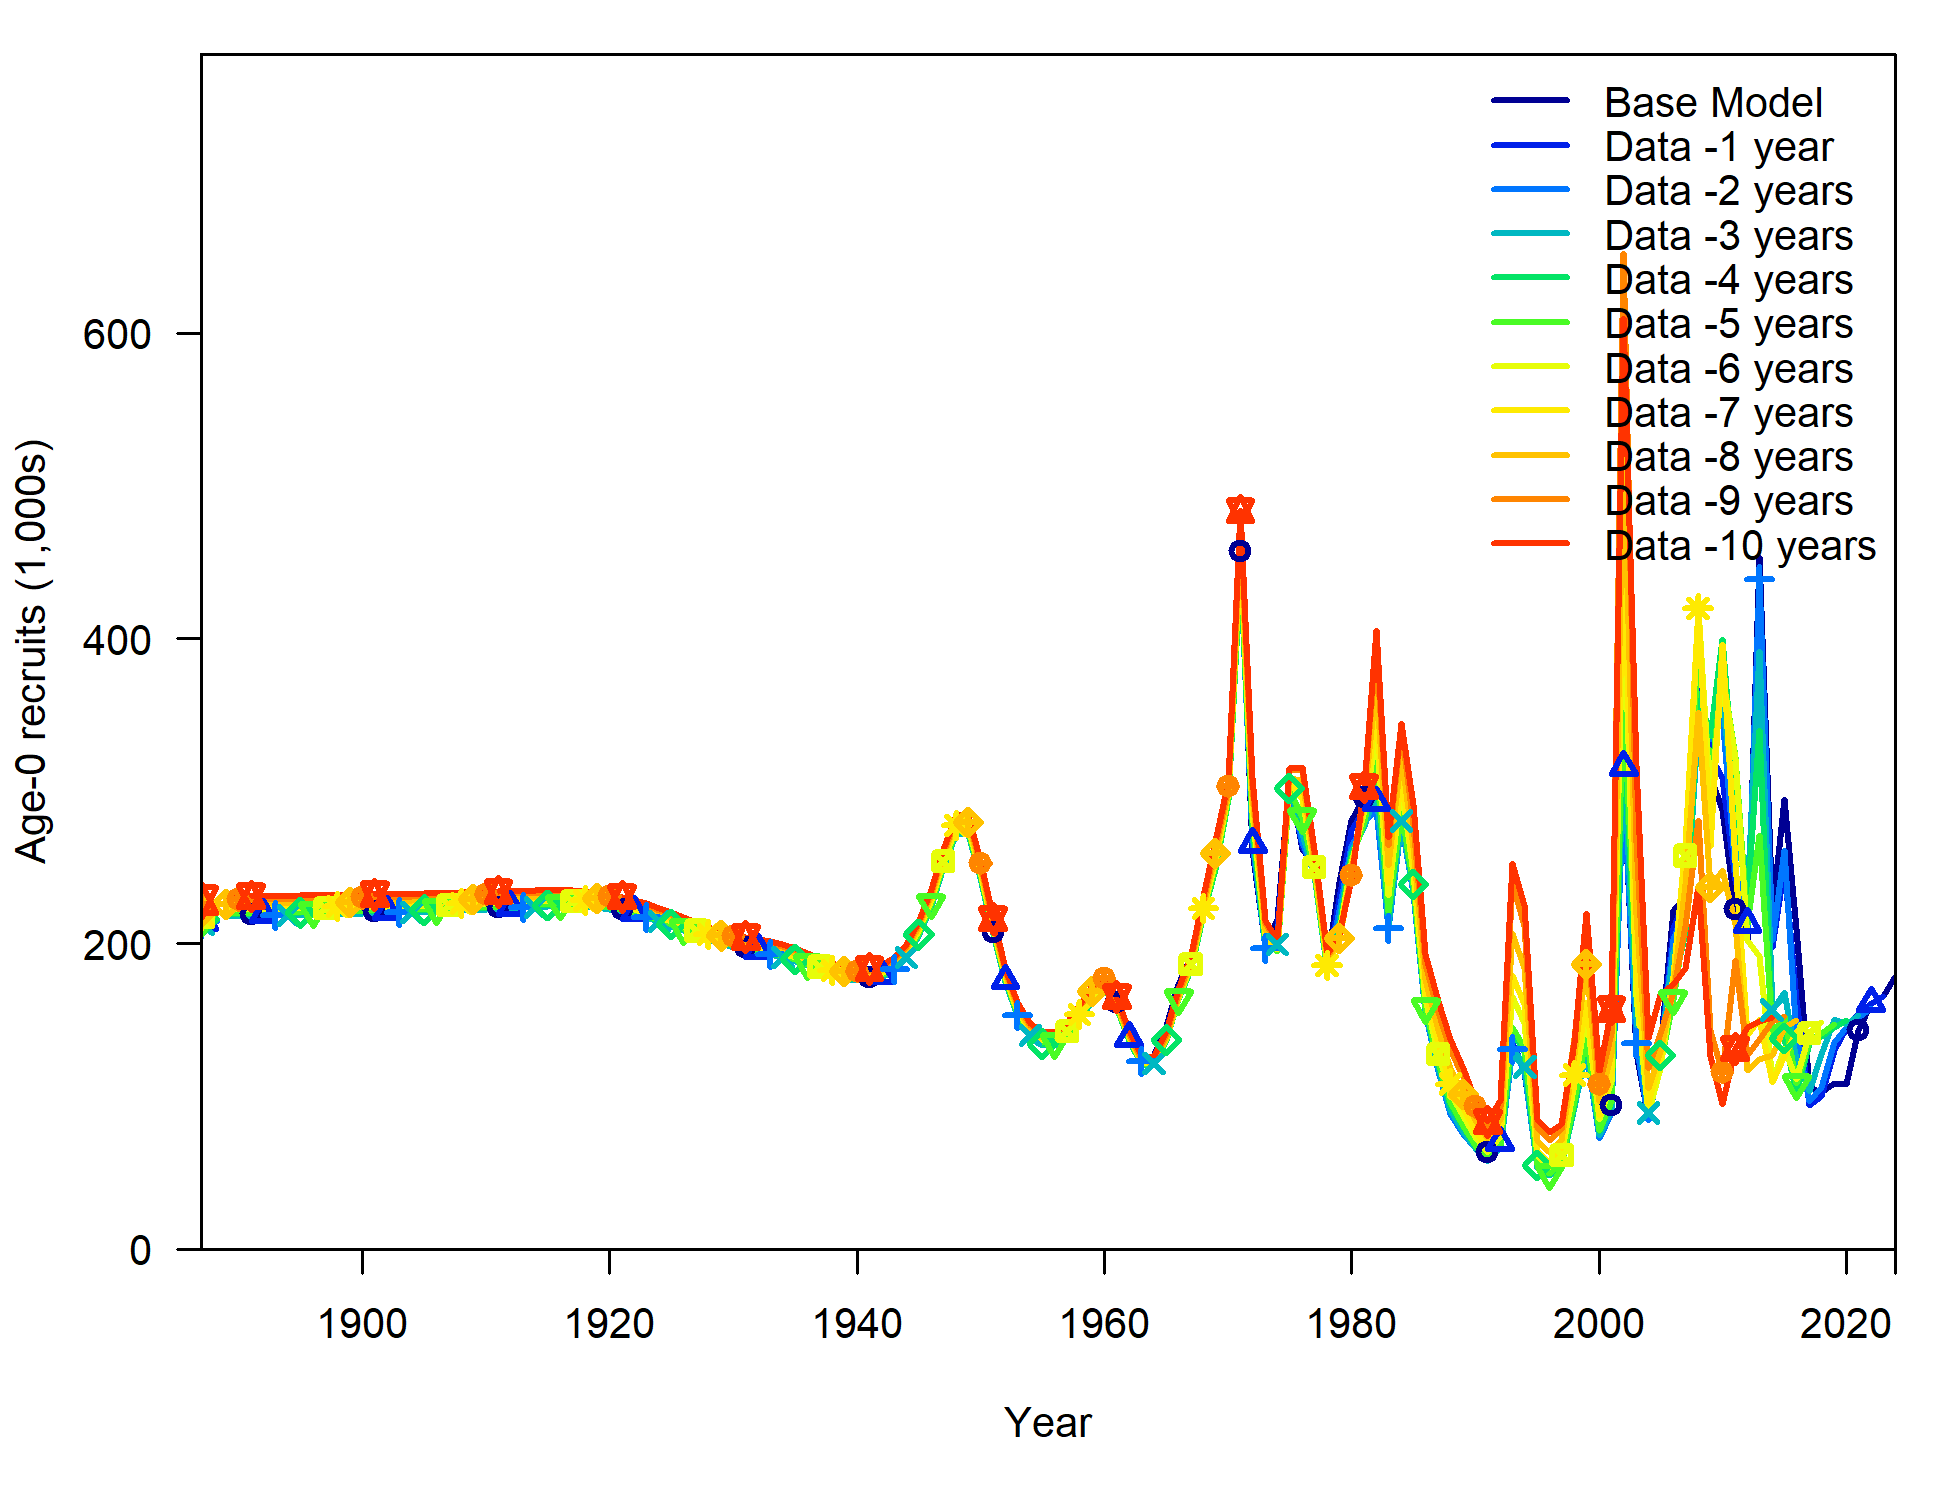 Base Model
Data -1 year
Data -2 years
Data -3 years
Data -4 years
Data -5 years
Data -6 years
Data -7 years
Data -8 years
Data -9 years
Data -10 years
Age-0 recruits (1,000s)
600
400
200
0
1900 1920 1940 1960 1980 2000 2020
Year